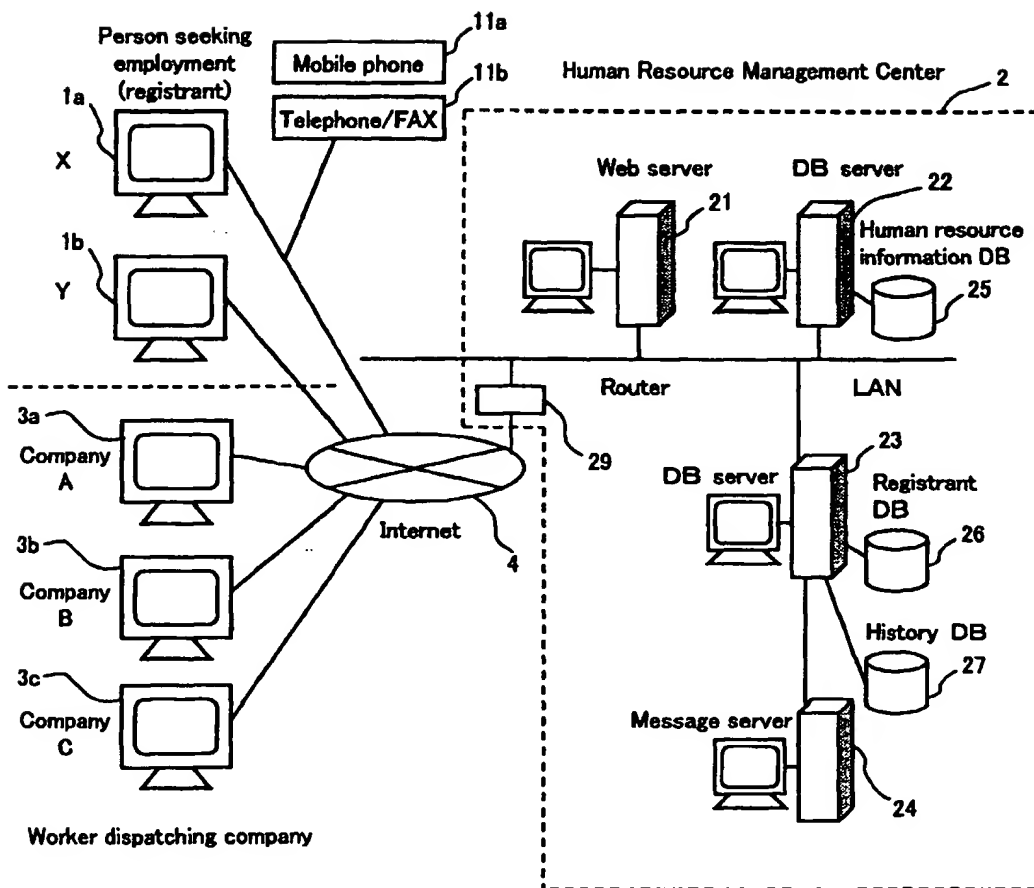 Person seeking
employment
(registrant)
1a
X
1b
Y
11a
Mobile phone
11b
Telephone/FAX
Human Resource Management Center
2
Web server
21
DB server
22
Human resource
information DB
25
Router
LAN
29
3a
Company
A
3b
Company
B
3c
Company
C
Internet
4
DB server
23
Registrant
DB
26
History DB
27
Message server
24
Worker dispatching company